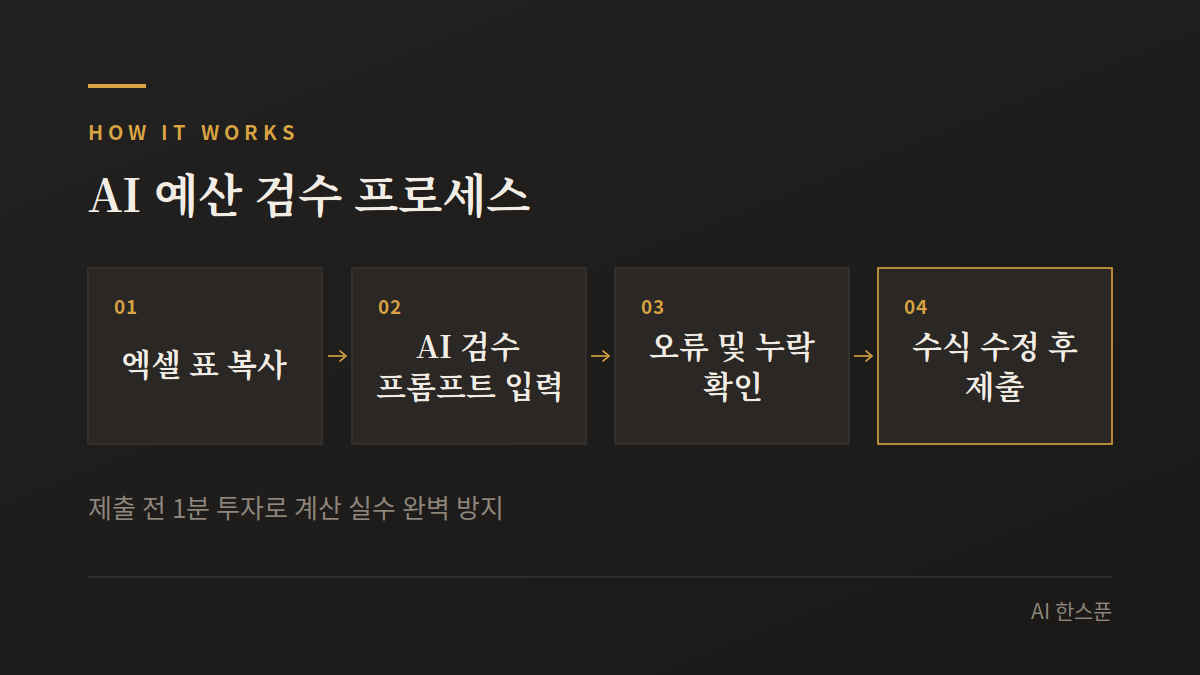 HOW IT WORKS
AI 예산 검수 프로세스
01
엑셀 표 복사
02
AI 검수
프롬프트 입력
03
오류 및 누락
확인
04
수식 수정 후
제출
제출 전 1분 투자로 계산 실수 완벽 방지
AI 한스푼